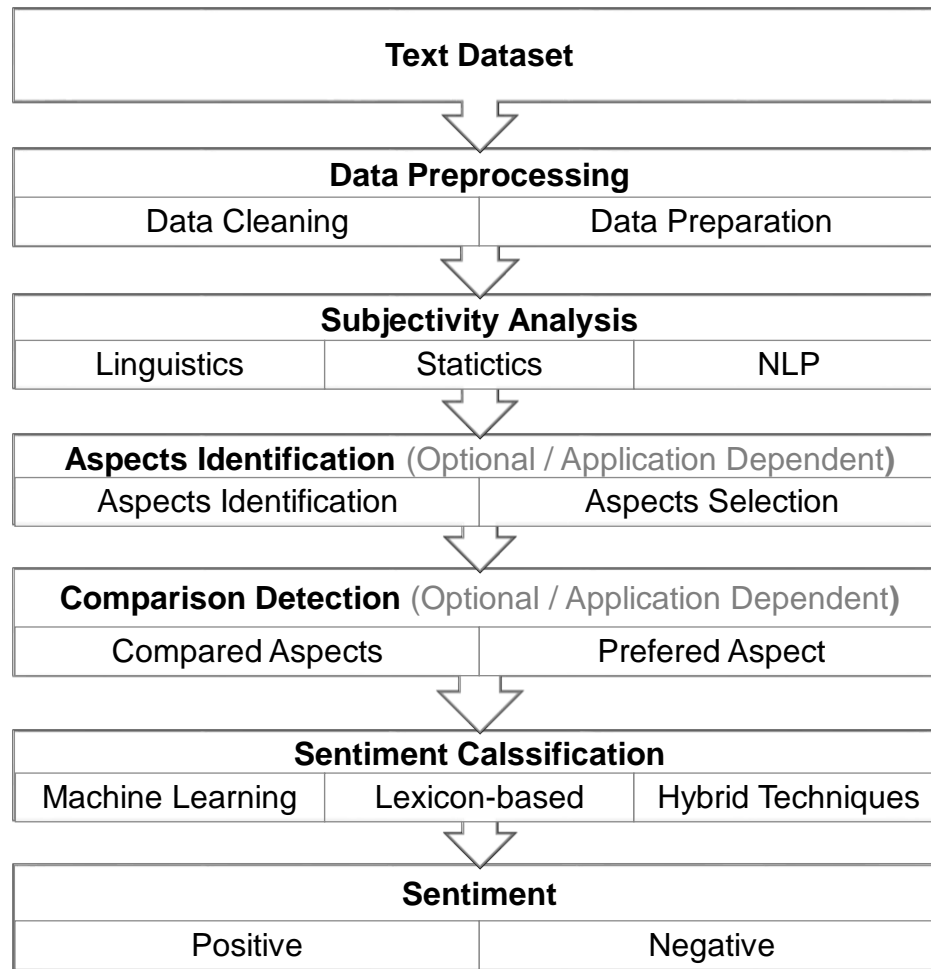 Text Dataset
Data Preprocessing
Data Cleaning
Data Preparation
Subjectivity Analysis
Linguistics
Statictics
NLP
Aspects Identification (Optional / Application Dependent)
Aspects Identification
Aspects Selection
Comparison Detection (Optional / Application Dependent)
Compared Aspects
Prefered Aspect
Sentiment Calssification
Machine Learning
Lexicon-based
Hybrid Techniques
Sentiment
Positive
Negative